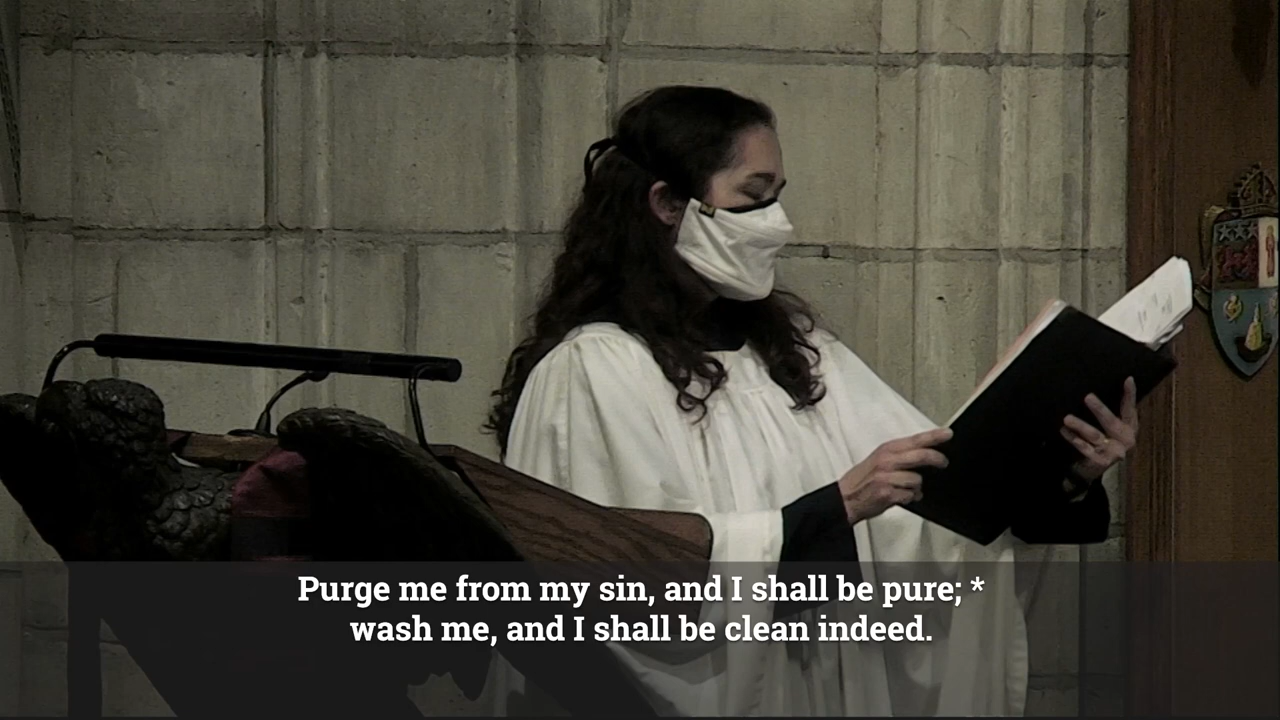 Purge me from my sin, and I shall be pure; *
wash me, and I shall be clean indeed.